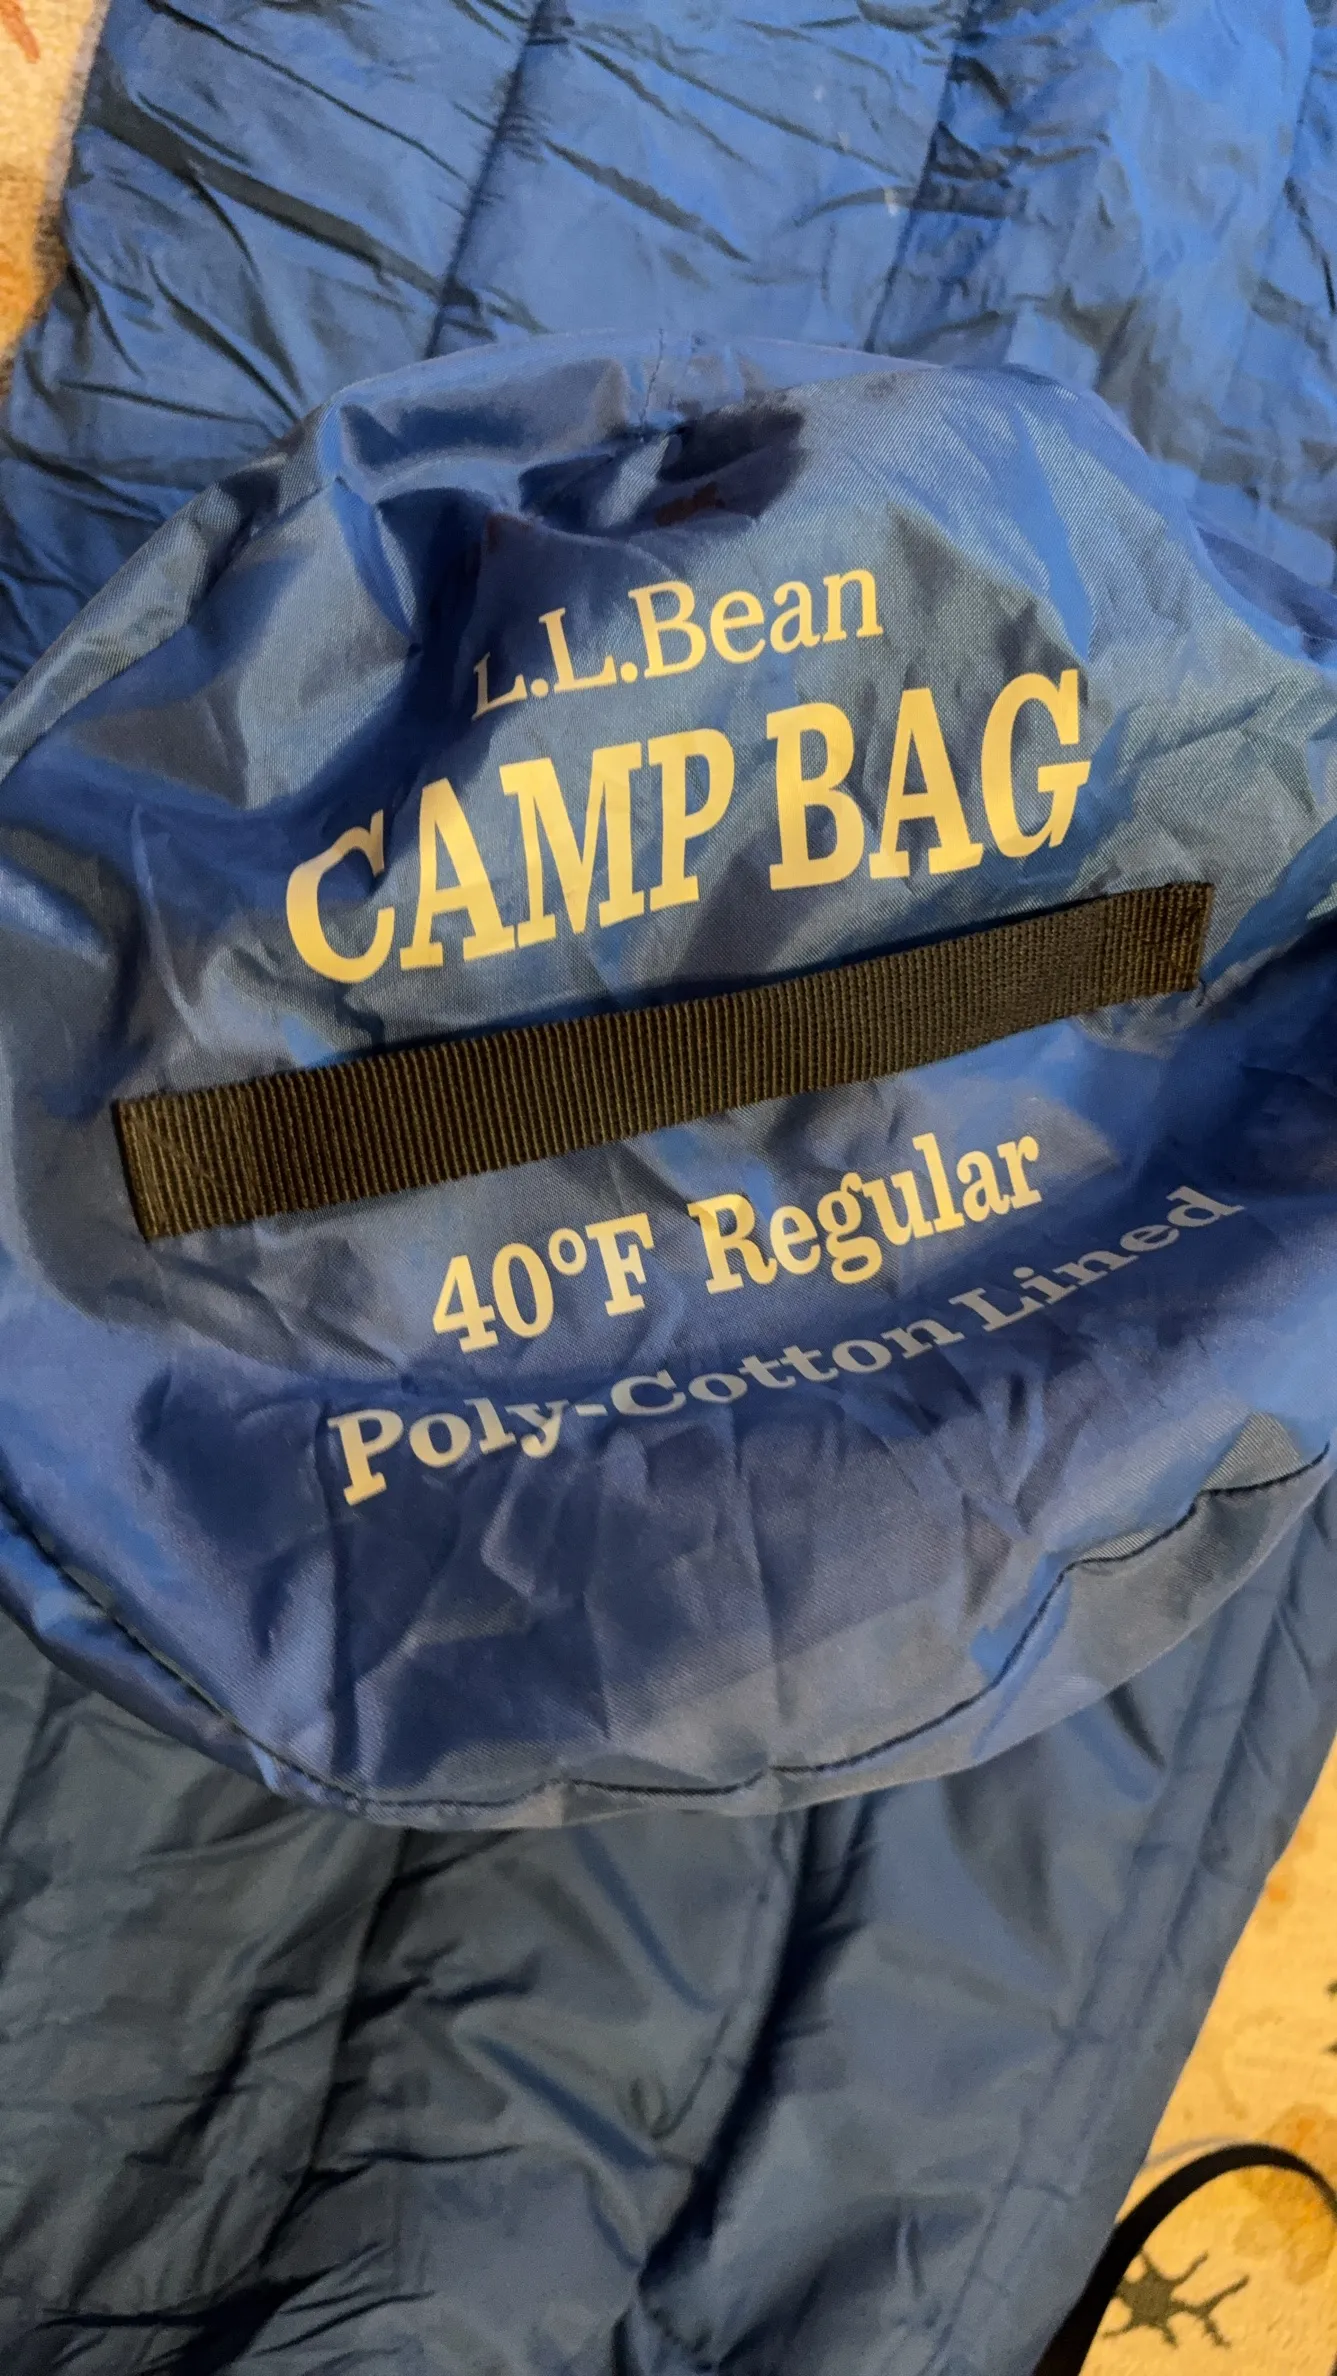 L.L.Bean
CAMP BAG
40°F Regular
Poly-Cotton Lined